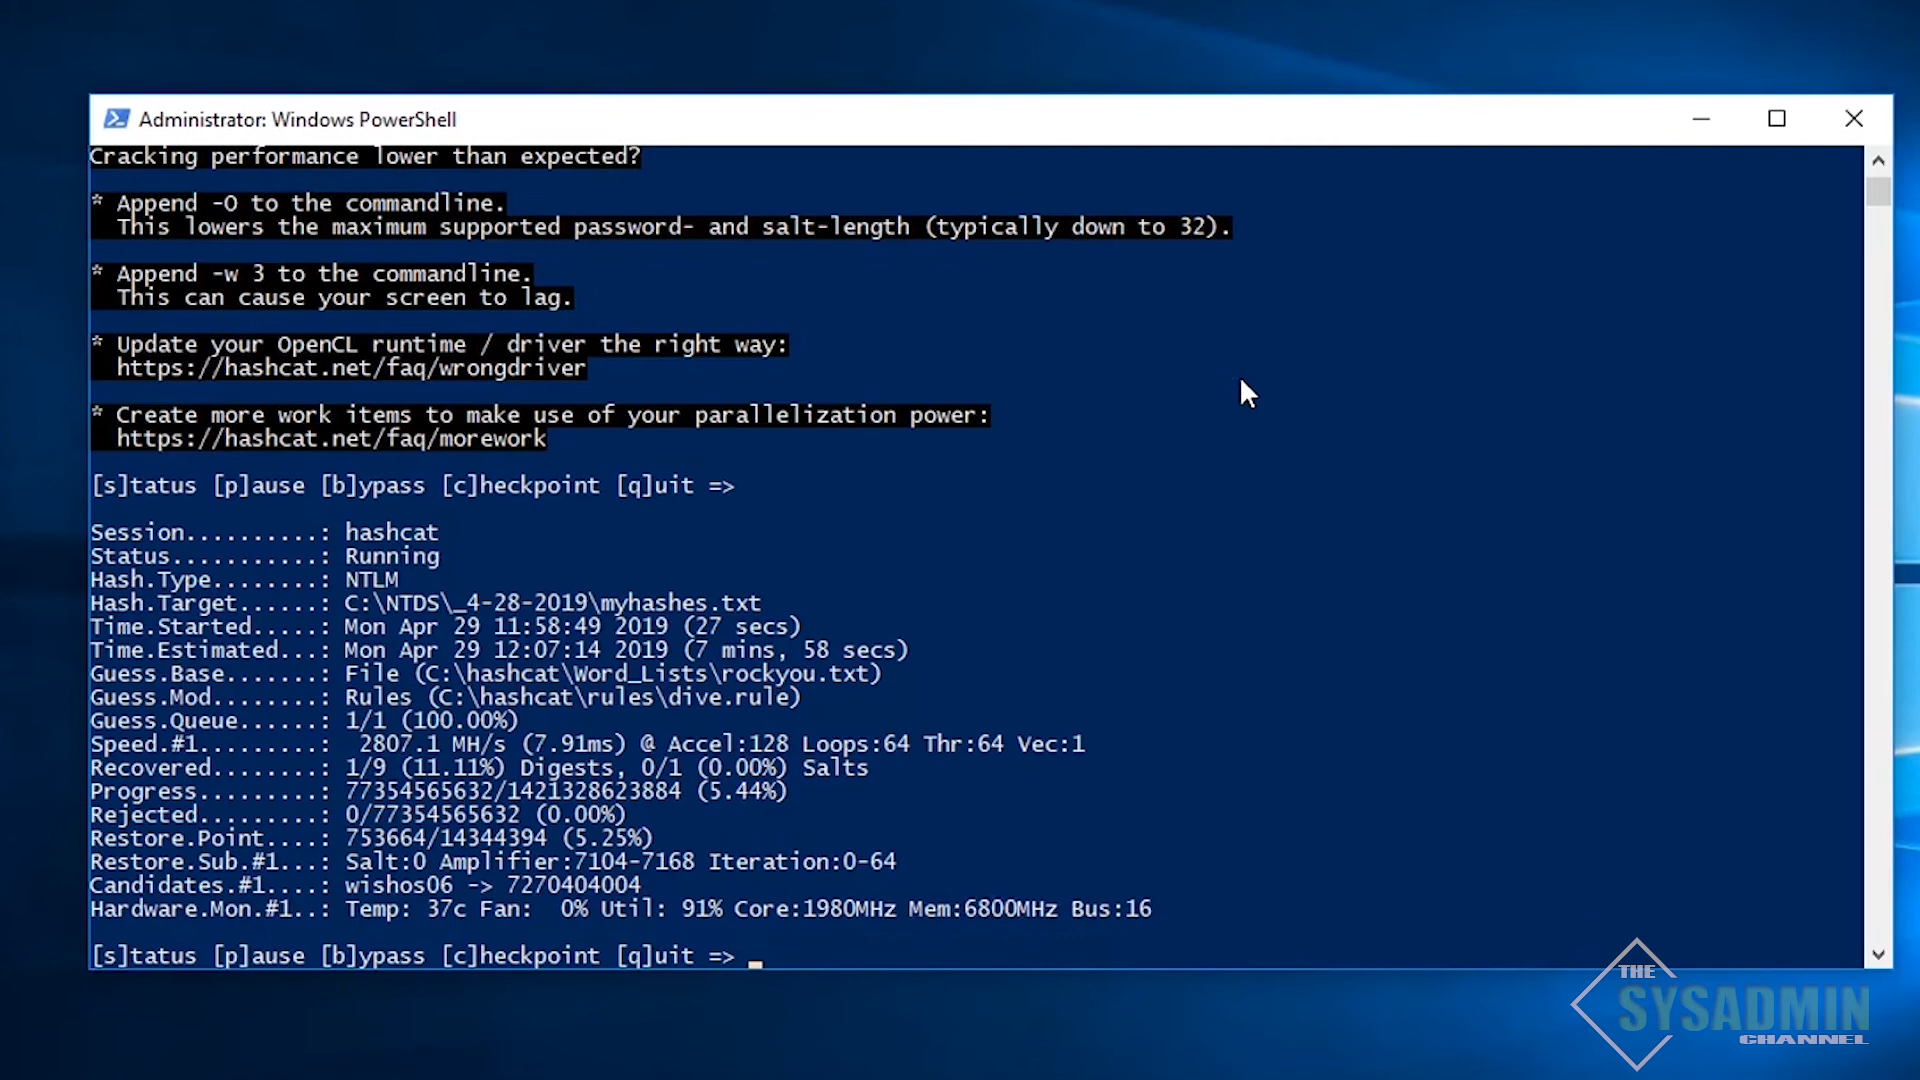 Administrator: Windows PowerShell
Cracking performance lower than expected?
* Append -O to the commandline.
This lowers the maximum supported password- and salt-length (typically down to 32).
* Append -w 3 to the commandline.
This can cause your screen to lag.
* Update your OpenCL runtime / driver the right way:
https://hashcat.net/faq/wrongdriver
* Create more work items to make use of your parallelization power:
https://hashcat.net/faq/morework
[s]tatus [p]ause [b]ypass [c]heckpoint [q]uit =>
Session..........: hashcat
Status...........: Running
Hash.Type........: NTLM
Hash.Target......: C:\NTDS\_4-28-2019\myhashes.txt
Time.Started.....: Mon Apr 29 11:58:49 2019 (27 secs)
Time.Estimated...: Mon Apr 29 12:07:14 2019 (7 mins, 58 secs)
Guess.Base.......: File (C:\hashcat\Word_Lists\rockyou.txt)
Guess.Mod........: Rules (C:\hashcat\rules\dive.rule)
Guess.Queue......: 1/1 (100.00%)
Speed.#1.........:  2807.1 MH/s (7.91ms) @ Accel:128 Loops:64 Thr:64 Vec:1
Recovered........: 1/9 (11.11%) Digests, 0/1 (0.00%) Salts
Progress.........: 77354565632/1421328623884 (5.44%)
Rejected.........: 0/77354565632 (0.00%)
Restore.Point....: 753664/14344394 (5.25%)
Restore.Sub.#1...: Salt:0 Amplifier:7104-7168 Iteration:0-64
Candidates.#1....: wishos06 -> 7270404004
Hardware.Mon.#1..: Temp: 37c Fan:  0% Util: 91% Core:1980MHz Mem:6800MHz Bus:16
[s]tatus [p]ause [b]ypass [c]heckpoint [q]uit =>
THE
SYSADMIN
CHANNEL